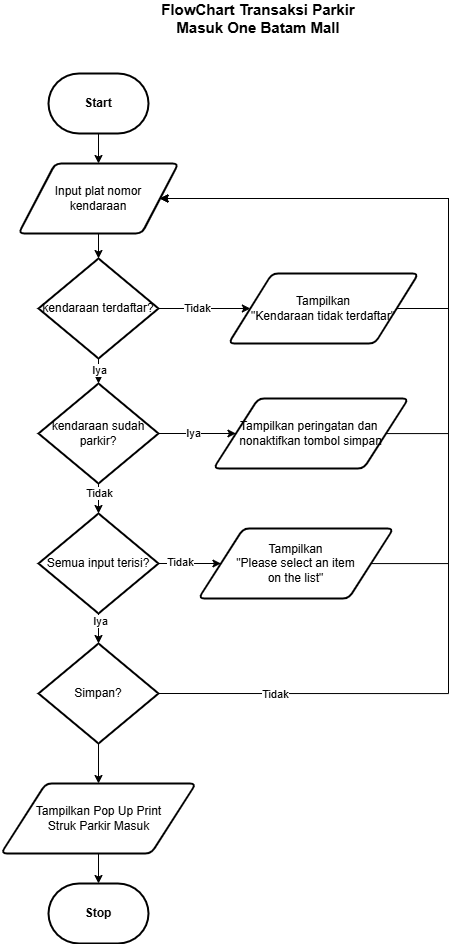 FlowChart Transaksi Parkir
Masuk One Batam Mall
Start
Input plat nomor
kendaraan
kendaraan terdaftar?
Tidak
Tampilkan
"Kendaraan tidak terdaftar"
Iya
kendaraan sudah
parkir?
Iya
Tampilkan peringatan dan
nonaktifkan tombol simpan
Tidak
Semua input terisi?
Tidak
Tampilkan
"Please select an item
on the list"
Iya
Simpan?
Tidak
Tampilkan Pop Up Print
Struk Parkir Masuk
Stop